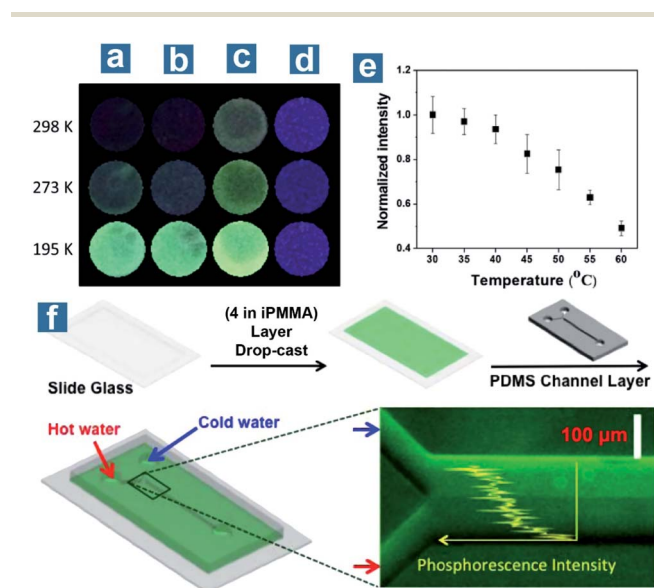 a b c d
298 K
273 K
195 K
e
Normalized intensity
1.2
1.0
0.8
0.6
0.4
30 35 40 45 50 55 60
Temperature (⁰C)
f
(4 in iPMMA)
Layer
Drop-cast
Slide Glass
PDMS Channel Layer
Hot water
Cold water
100 μm
Phosphorescence Intensity